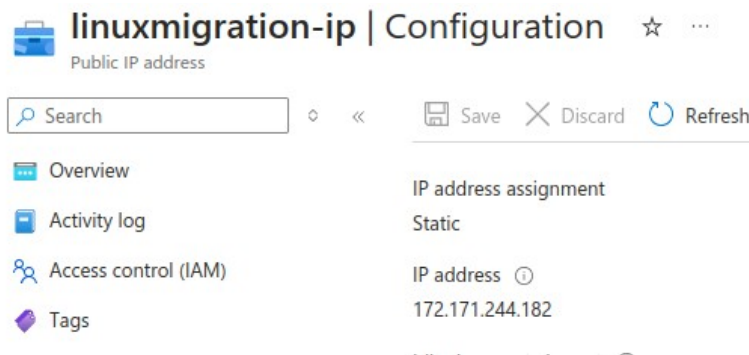 linuxmigration-ip | Configuration
Public IP address
Search
Save Discard Refresh
Overview
Activity log
Access control (IAM)
Tags
IP address assignment
Static
IP address
172.171.244.182